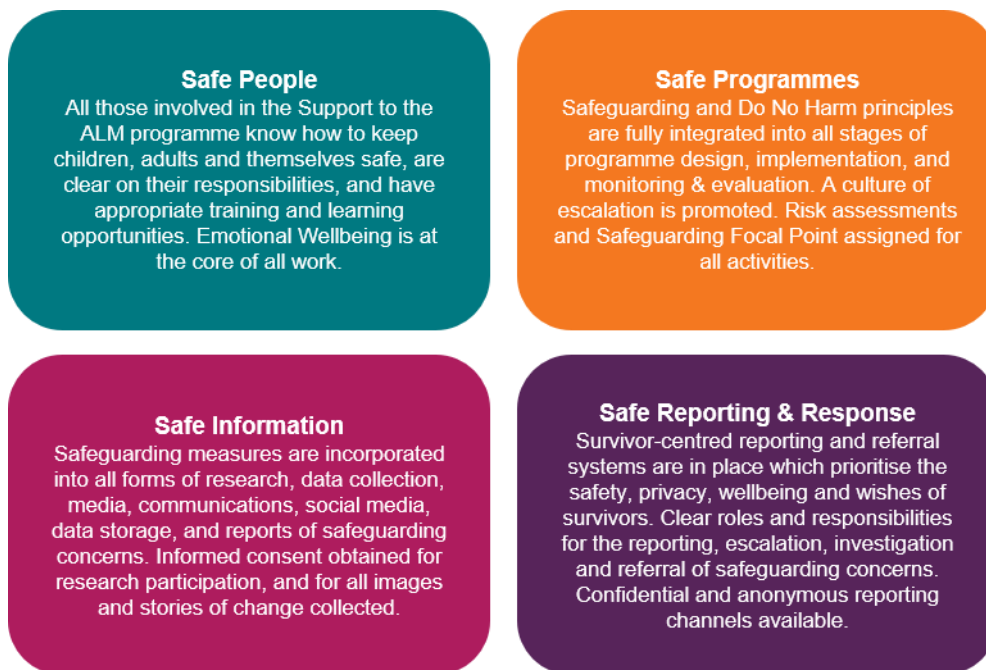 Safe People
All those involved in the Support to the
ALM programme know how to keep
children, adults and themselves safe, are
clear on their responsibilities, and have
appropriate training and learning
opportunities. Emotional Wellbeing is at
the core of all work.
Safe Programmes
Safeguarding and Do No Harm principles
are fully integrated into all stages of
programme design, implementation, and
monitoring & evaluation. A culture of
escalation is promoted. Risk assessments
and Safeguarding Focal Point assigned for
all activities.
Safe Information
Safeguarding measures are incorporated
into all forms of research, data collection,
media, communications, social media,
data storage, and reports of safeguarding
concerns. Informed consent obtained for
research participation, and for all images
and stories of change collected.
Safe Reporting & Response
Survivor-centred reporting and referral
systems are in place which prioritise the
safety, privacy, wellbeing and wishes of
survivors. Clear roles and responsibilities
for the reporting, escalation, investigation
and referral of safeguarding concerns.
Confidential and anonymous reporting
channels available.